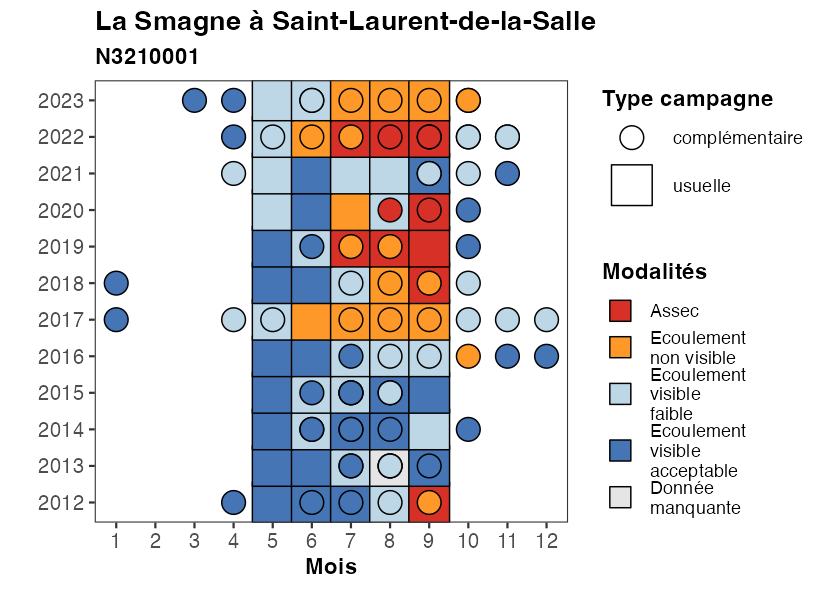 La Smagne à Saint-Laurent-de-la-Salle
N3210001
2023
2022
2021
2020
2019
2018
2017
2016
2015
2014
2013
2012
1 2 3 4 5 6 7 8 9 10 11 12
Mois
Type campagne
complémentaire
usuelle
Modalités
Assec
Ecoulement
non visible
Ecoulement
visible
faible
Ecoulement
visible
acceptable
Donnée
manquante